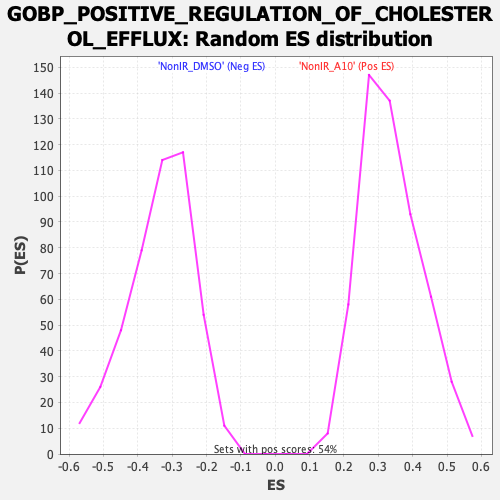 GOBP_POSITIVE_REGULATION_OF_CHOLESTER
OL_EFFLUX: Random ES distribution
'NonIR_DMSO' (Neg ES) 'NonIR_A10' (Pos ES)
150
140
130
120
110
100
90
80
70
60
50
40
30
20
10
0
P(ES)
Sets with pos scores: 54%
-0.6 -0.5 -0.4 -0.3 -0.2 -0.1 0.0 0.1 0.2 0.3 0.4 0.5 0.6
ES